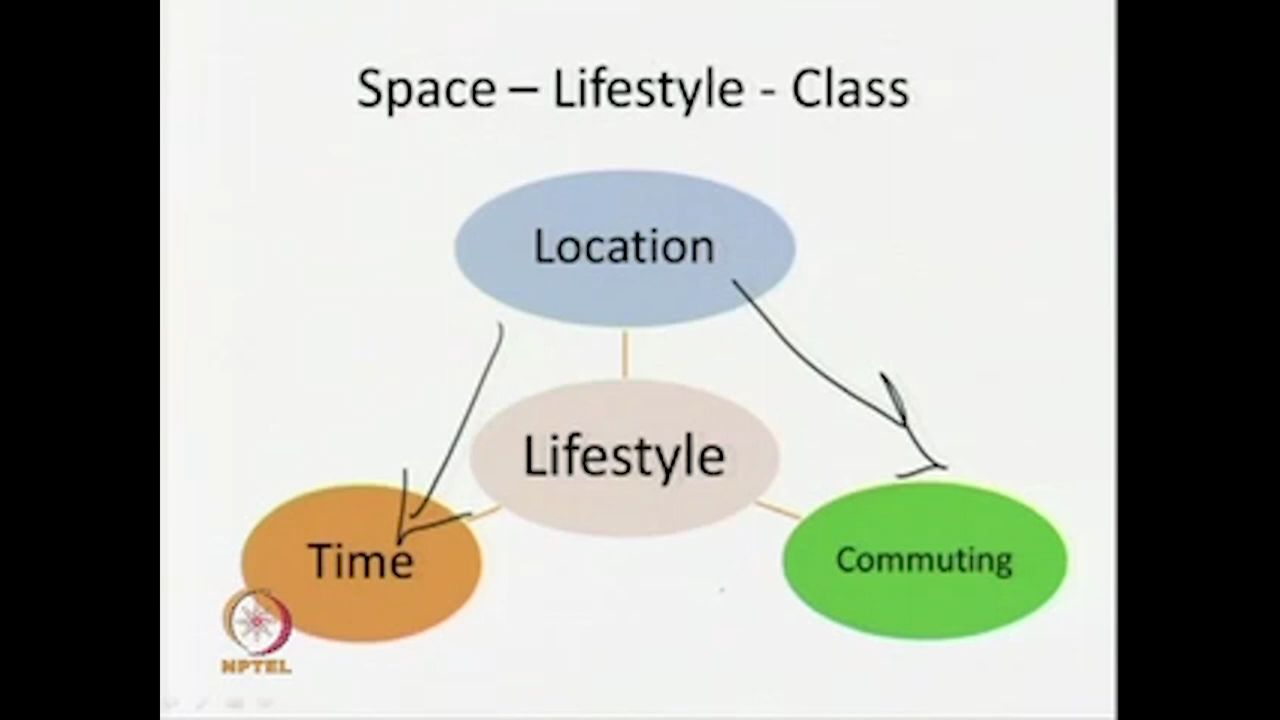 Space – Lifestyle - Class
Location
Lifestyle
Time
Commuting
NPTEL